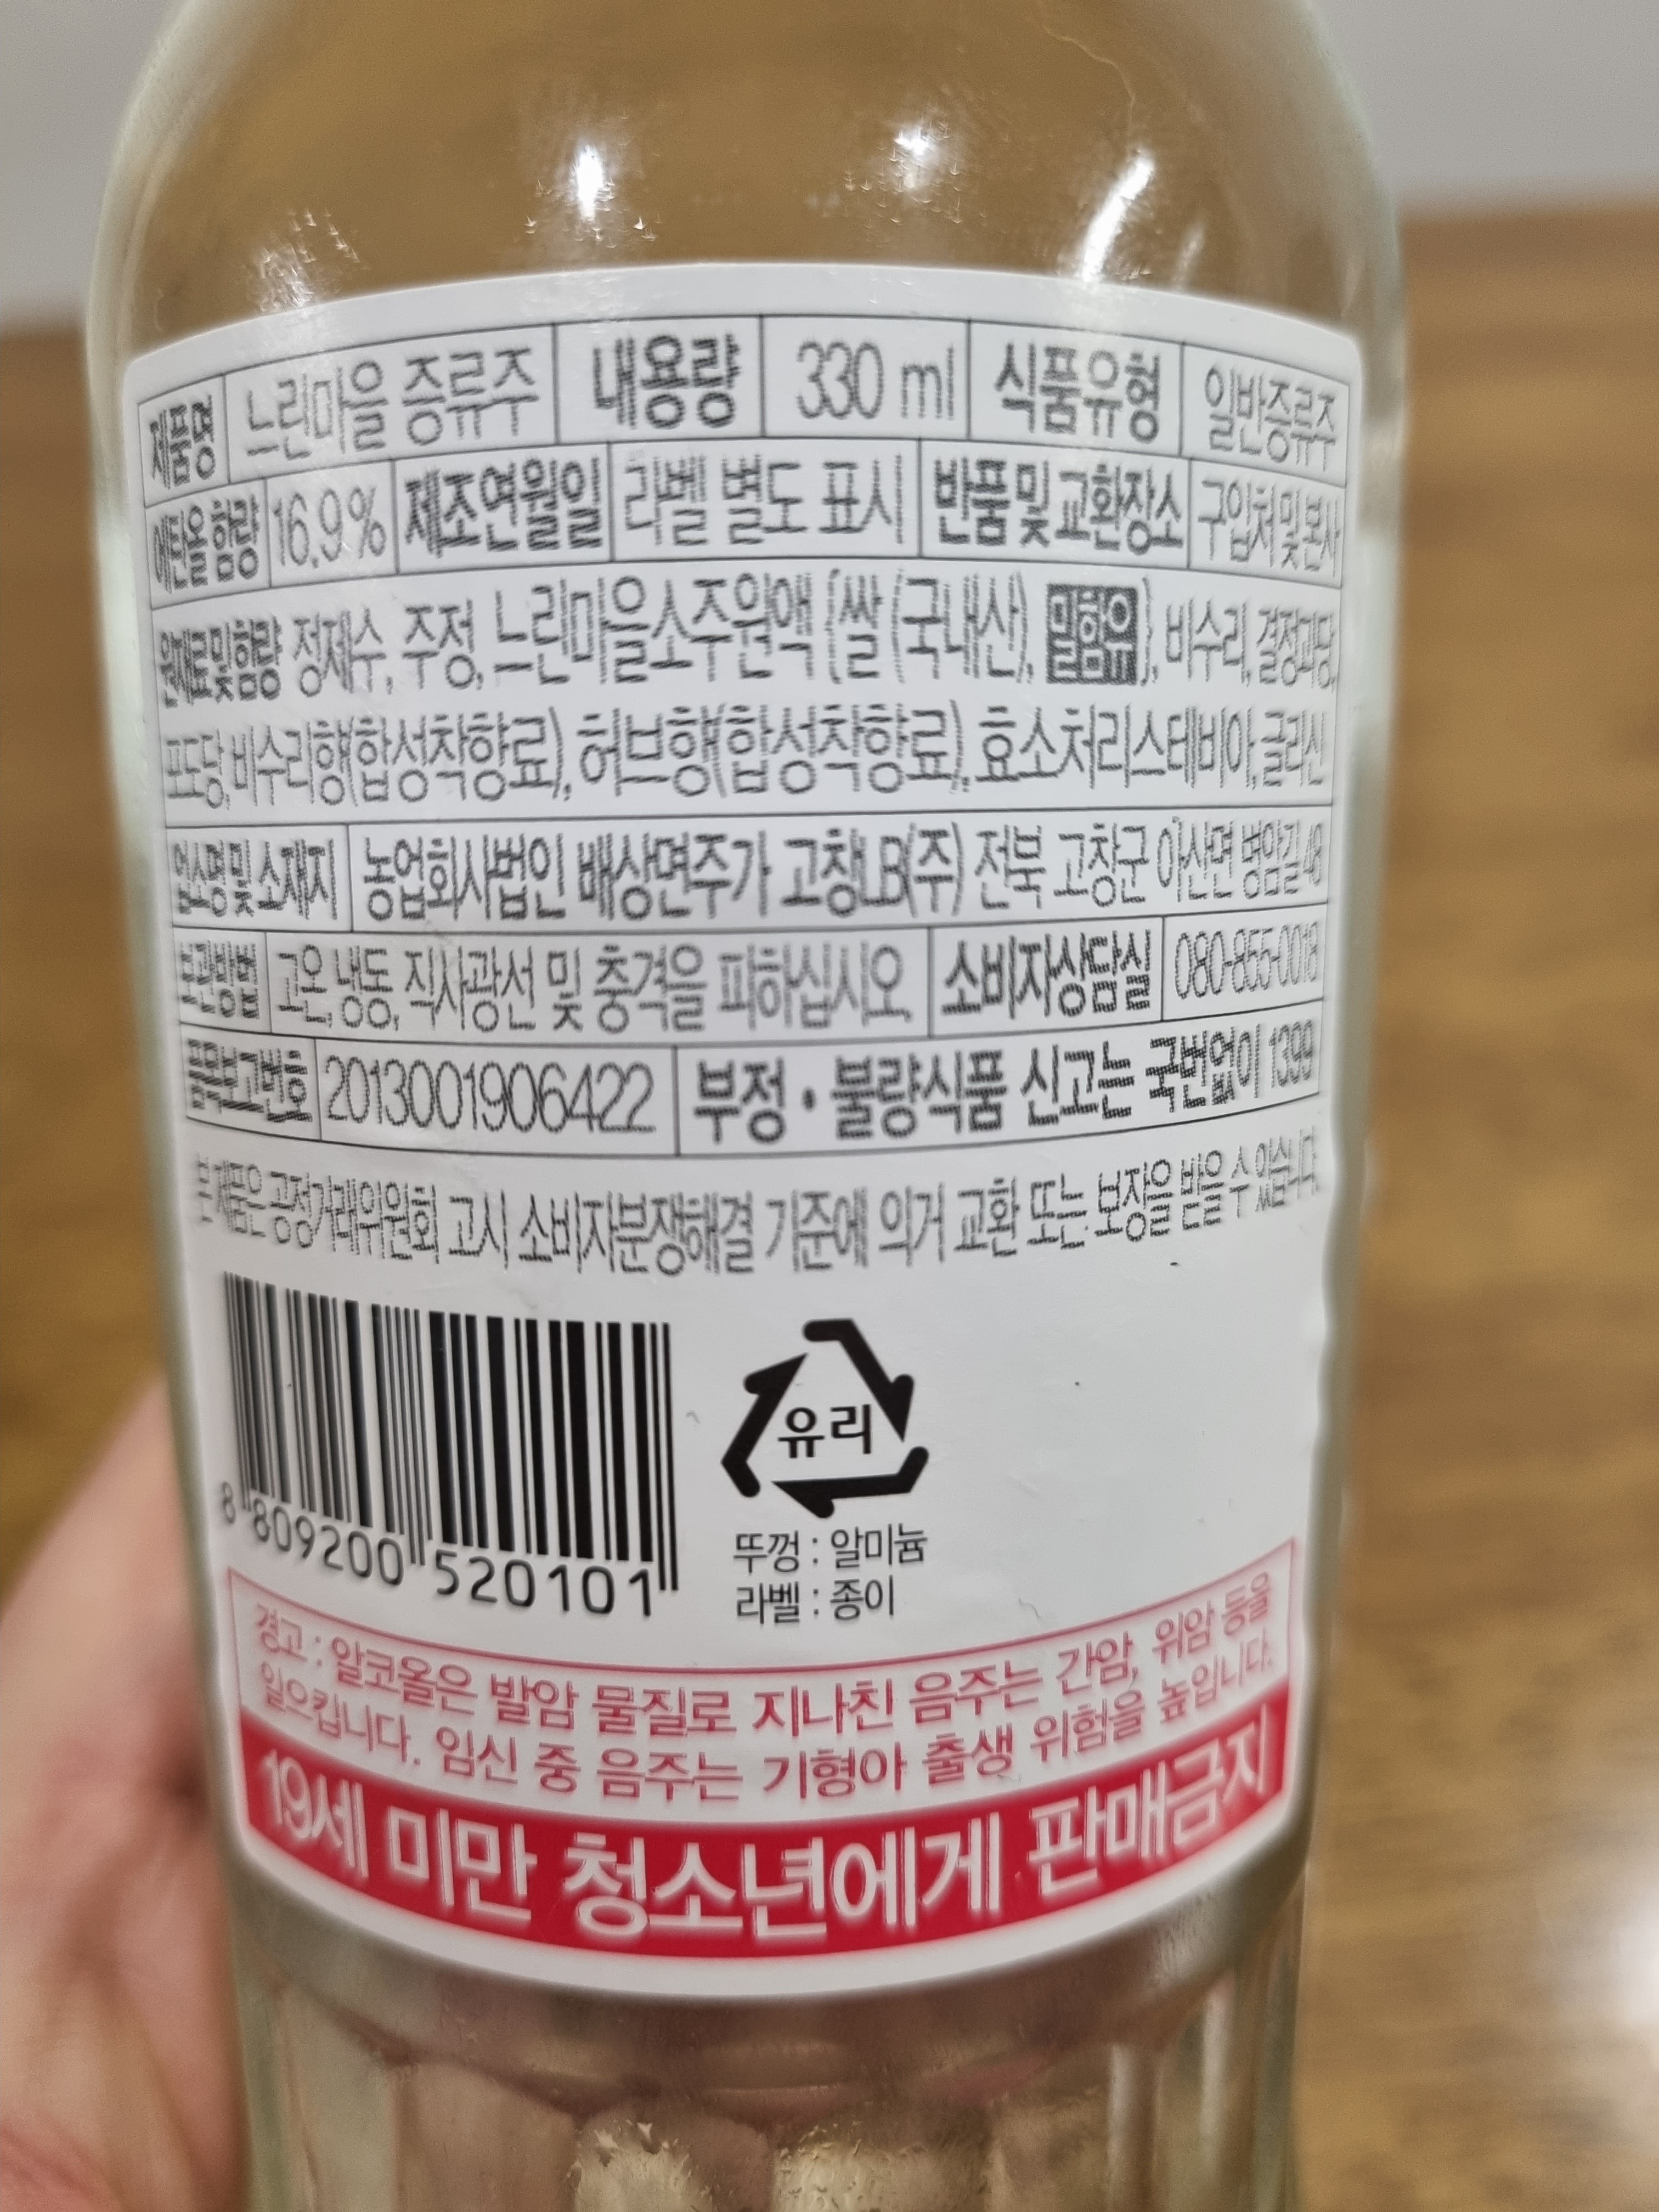 제품명 느린마을 증류주 내용량 330 ml 식품유형 일반증류주
에탄올 함량 16.9% 제조연월일 라벨 별도 표시 반품 및 교환장소 구입처 및 본사
원재료 및 함량 정제수, 주정, 느린마을소주원액{쌀(국내산), 밀함유}, 비수리, 결정과당,
포도당, 비수리향(합성착향료), 허브향(합성착향료), 효소처리스테비아, 글리신
업소명 및 소재지 농업회사법인 배상면주가 고창LB(주) 전북 고창군 아산면 병암길 48
보관방법 고온, 냉동, 직사광선 및 충격을 피하십시오. 소비자상담실 080-855-0018
품목보고번호 2013001906422 부정·불량식품 신고는 국번없이 1399
본 제품은 공정거래위원회 고시 소비자분쟁해결 기준에 의거 교환 또는 보장을 받을 수 있습니다.
유리
8 809200 520101
뚜껑 : 알미늄
라벨 : 종이
경고 : 알코올은 발암 물질로 지나친 음주는 간암, 위암 등을
일으킵니다. 임신 중 음주는 기형아 출생 위험을 높입니다.
19세 미만 청소년에게 판매금지